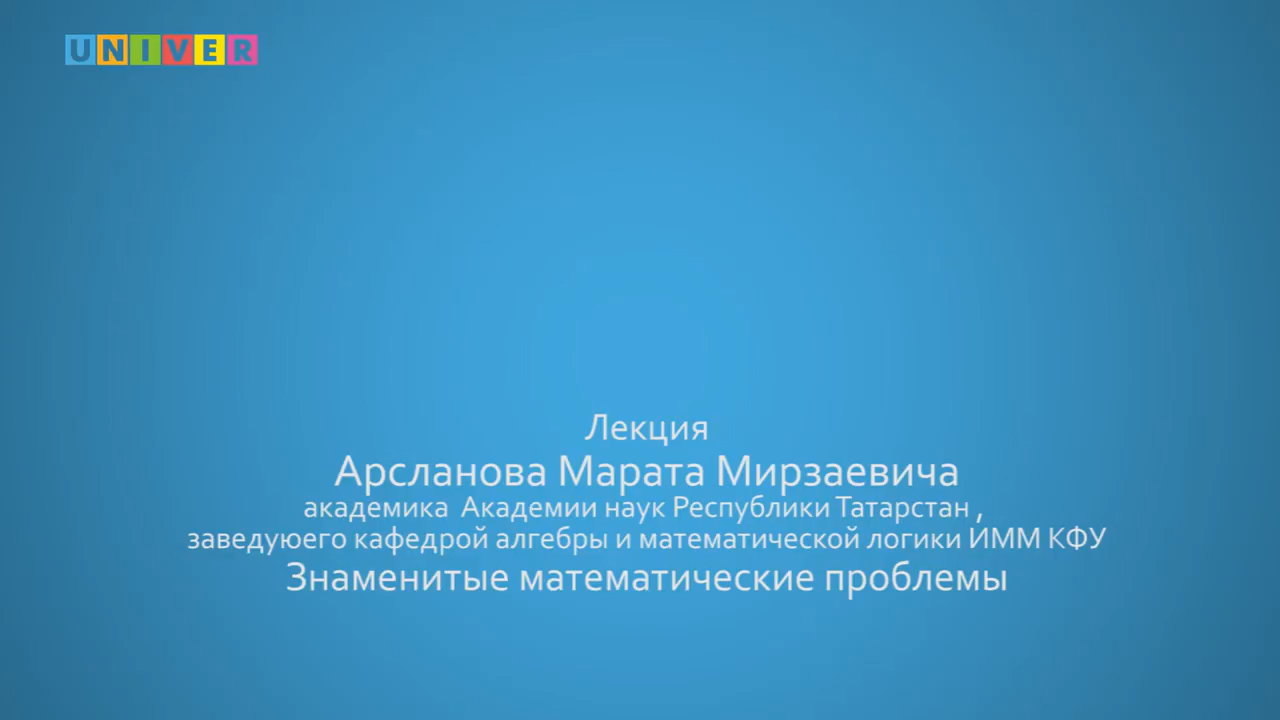 UNIVER
Лекция
Арсланова Марата Мирзаевича
академика Академии наук Республики Татарстан ,
заведуюего кафедрой алгебры и математической логики ИММ КФУ
Знаменитые математические проблемы